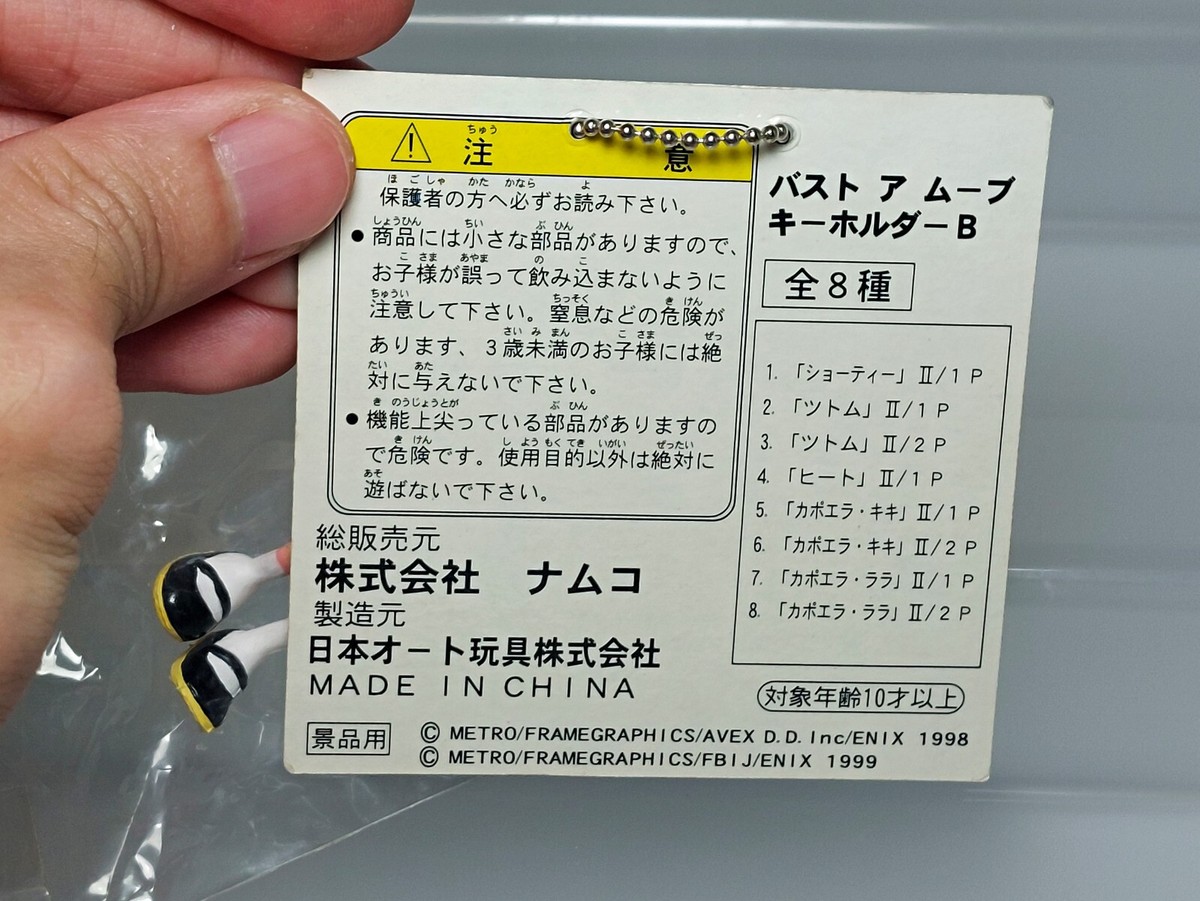 注意
保護者の方へ必ずお読み下さい。
●商品には小さな部品がありますので、
お子様が誤って飲み込まないように
注意して下さい。窒息などの危険が
あります、3歳未満のお子様には絶
対に与えないで下さい。
●機能上尖っている部品がありますの
で危険です。使用目的以外は絶対に
遊ばないで下さい。
総販売元
株式会社 ナムコ
製造元
日本オート玩具株式会社
MADE IN CHINA
景品用
バスト ア ムーブ
キーホルダーB
全8種
1. 「ショーティー」Ⅱ/1P
2. 「ツトム」Ⅱ/1P
3. 「ツトム」Ⅱ/2P
4. 「ヒート」Ⅱ/1P
5. 「カポエラ・キキ」Ⅱ/1P
6. 「カポエラ・キキ」Ⅱ/2P
7. 「カポエラ・ララ」Ⅱ/1P
8. 「カポエラ・ララ」Ⅱ/2P
対象年齢10才以上
© METRO/FRAMEGRAPHICS/AVEX D.D. Inc/ENIX 1998
© METRO/FRAMEGRAPHICS/FBIJ/ENIX 1999